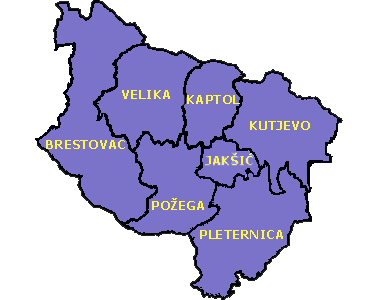 VELIKA
KAPTOL
KUTJEVO
BRESTOVAC
JAKŠIĆ
POŽEGA
PLETERNICA